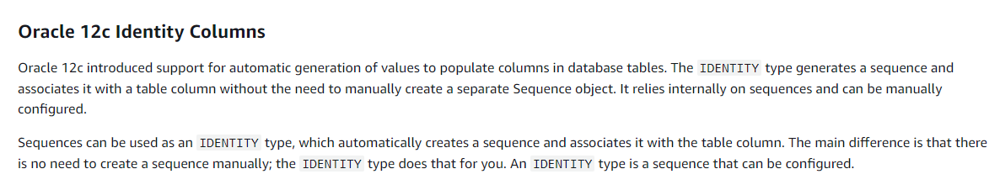 Oracle 12c Identity Columns
Oracle 12c introduced support for automatic generation of values to populate columns in database tables. The IDENTITY type generates a sequence and
associates it with a table column without the need to manually create a separate Sequence object. It relies internally on sequences and can be manually
configured.
Sequences can be used as an IDENTITY type, which automatically creates a sequence and associates it with the table column. The main difference is that there
is no need to create a sequence manually; the IDENTITY type does that for you. An IDENTITY type is a sequence that can be configured.